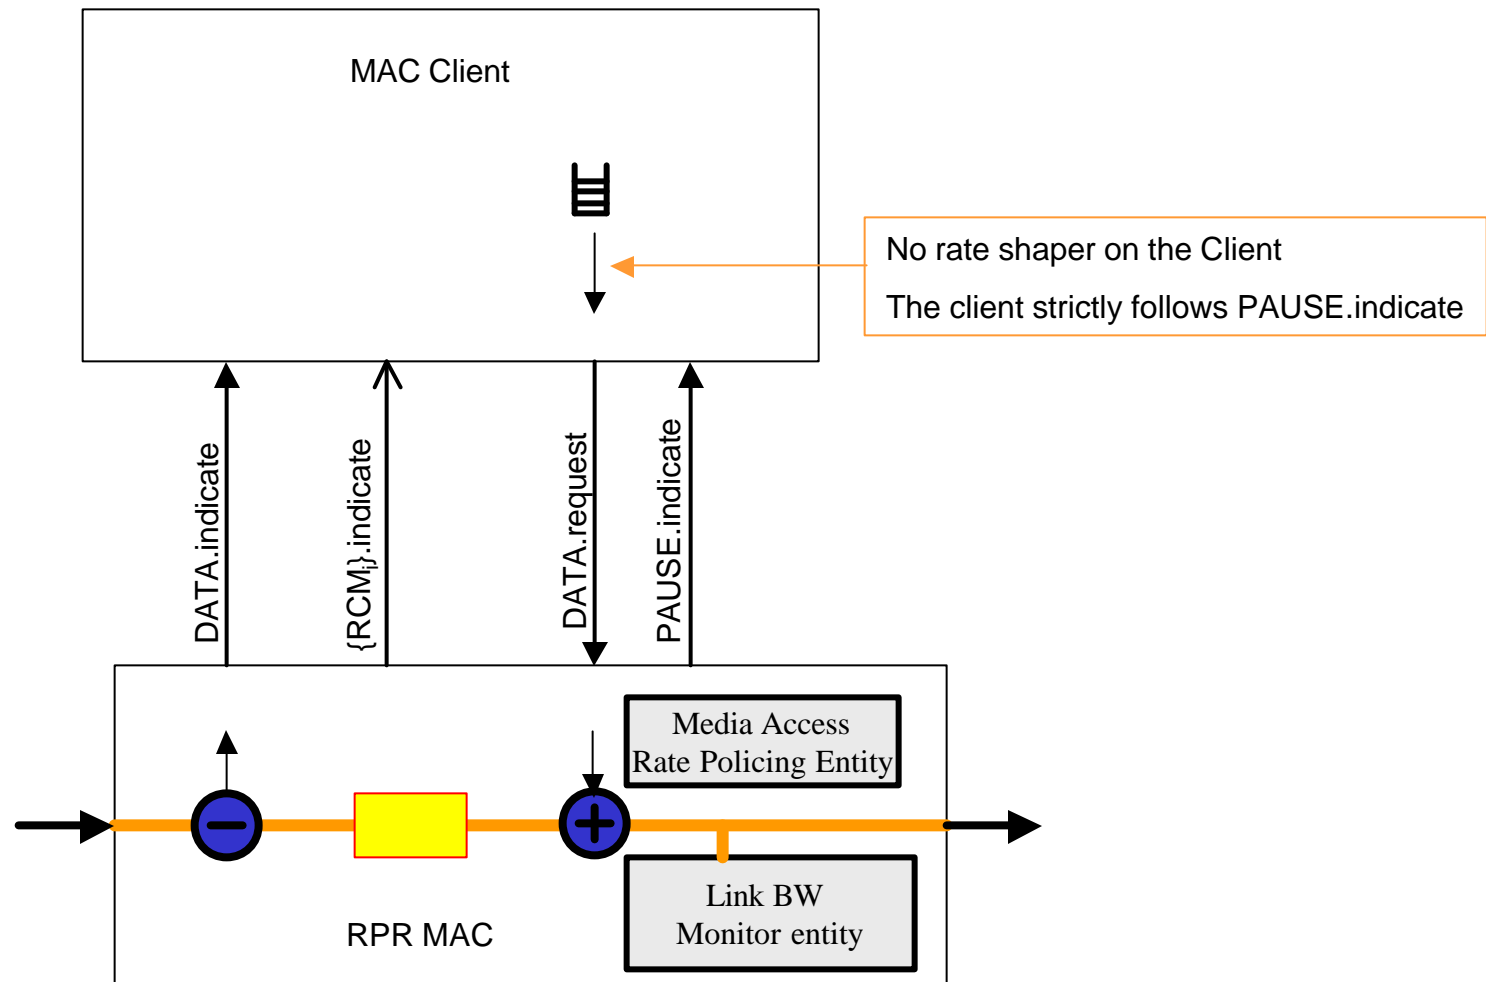 MAC Client
No rate shaper on the Client
The client strictly follows PAUSE.indicate
DATA.indicate
{RCMj}.indicate
DATA.request
PAUSE.indicate
Media Access
Rate Policing Entity
Link BW
Monitor entity
RPR MAC